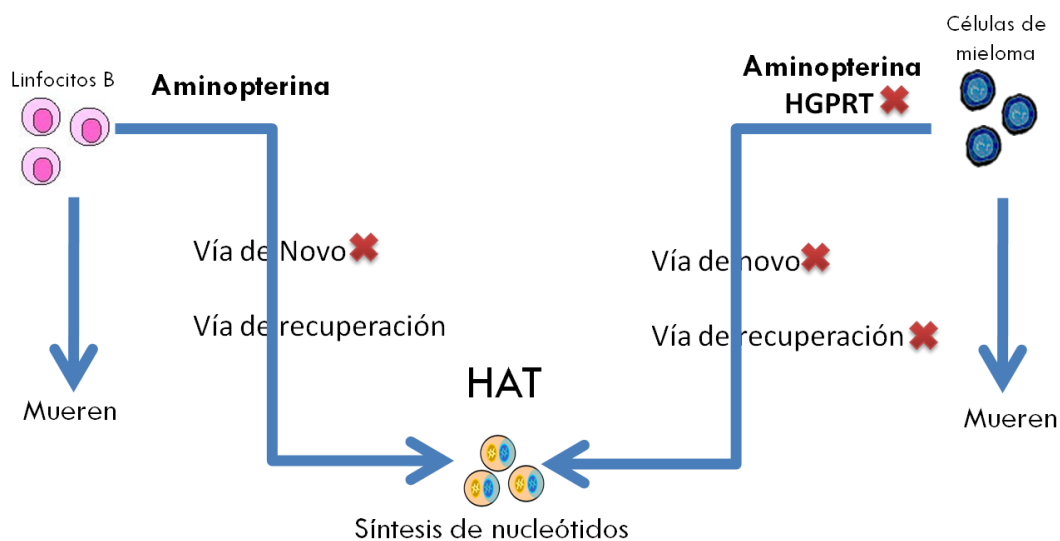 Linfocitos B
Aminopterina
Vía de Novo
Vía de recuperación
Mueren
Células de
mieloma
Aminopterina
HGPRT
Vía de novo
Vía de recuperación
Mueren
HAT
Síntesis de nucleótidos